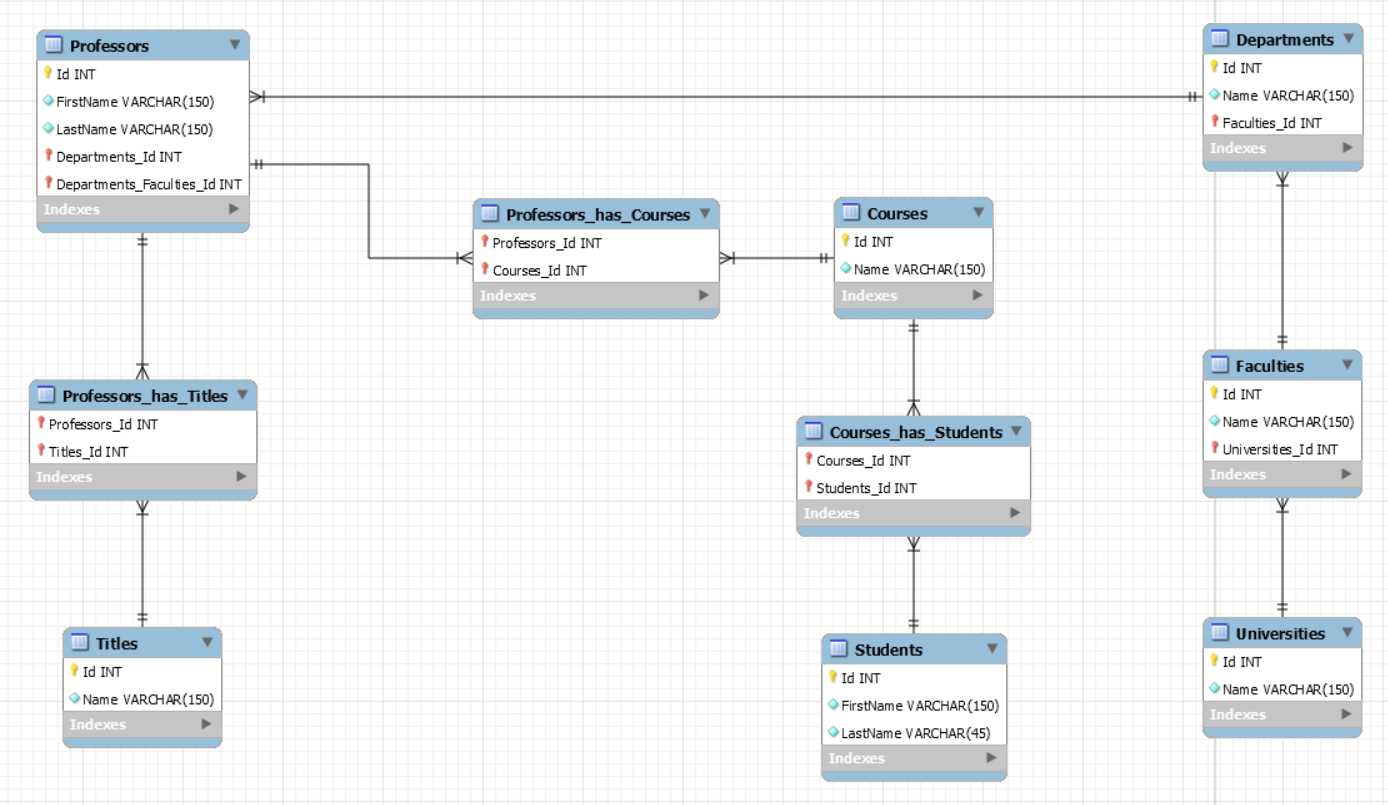 Professors
Id INT
FirstName VARCHAR(150)
LastName VARCHAR(150)
Departments_Id INT
Departments_Faculties_Id INT
Indexes
Departments
Id INT
Name VARCHAR(150)
Faculties_Id INT
Indexes
Professors_has_Courses
Professors_Id INT
Courses_Id INT
Indexes
Courses
Id INT
Name VARCHAR(150)
Indexes
Professors_has_Titles
Professors_Id INT
Titles_Id INT
Indexes
Courses_has_Students
Courses_Id INT
Students_Id INT
Indexes
Faculties
Id INT
Name VARCHAR(150)
Universities_Id INT
Indexes
Titles
Id INT
Name VARCHAR(150)
Indexes
Students
Id INT
FirstName VARCHAR(150)
LastName VARCHAR(45)
Indexes
Universities
Id INT
Name VARCHAR(150)
Indexes